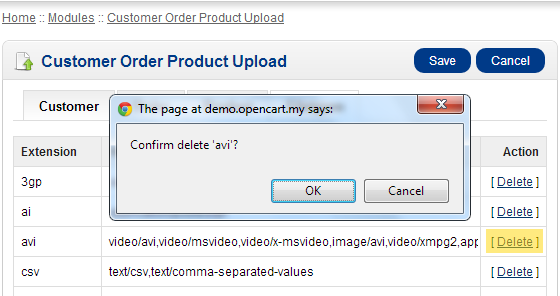 Home :: Modules :: Customer Order Product Upload
Customer Order Product Upload
Save
Cancel
Customer
The page at demo.opencart.my says:
Confirm delete 'avi'?
OK
Cancel
Extension
Action
3gp
[ Delete ]
ai
[ Delete ]
avi
video/avi,video/msvideo,video/x-msvideo,image/avi,video/xmpg2,app
[ Delete ]
csv
text/csv,text/comma-separated-values
[ Delete ]